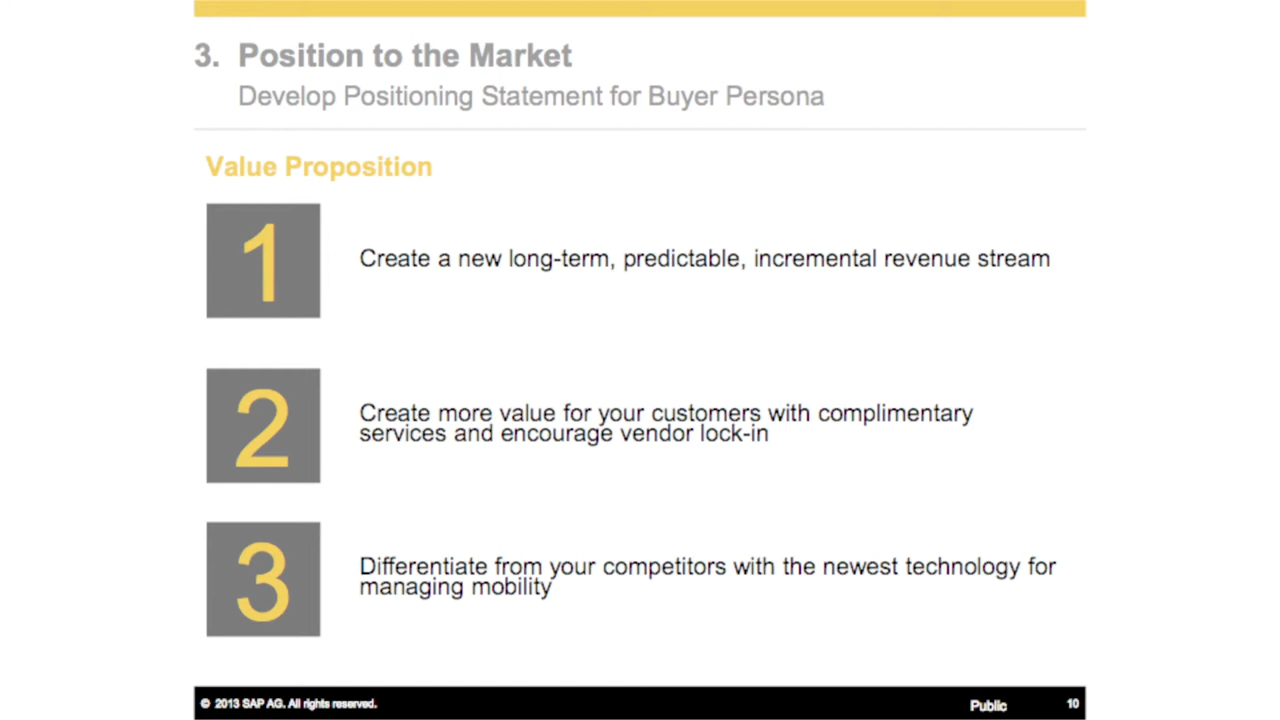 3. Position to the Market
Develop Positioning Statement for Buyer Persona
Value Proposition
1
Create a new long-term, predictable, incremental revenue stream
2
Create more value for your customers with complimentary
services and encourage vendor lock-in
3
Differentiate from your competitors with the newest technology for
managing mobility
© 2013 SAP AG. All rights reserved. Public 10